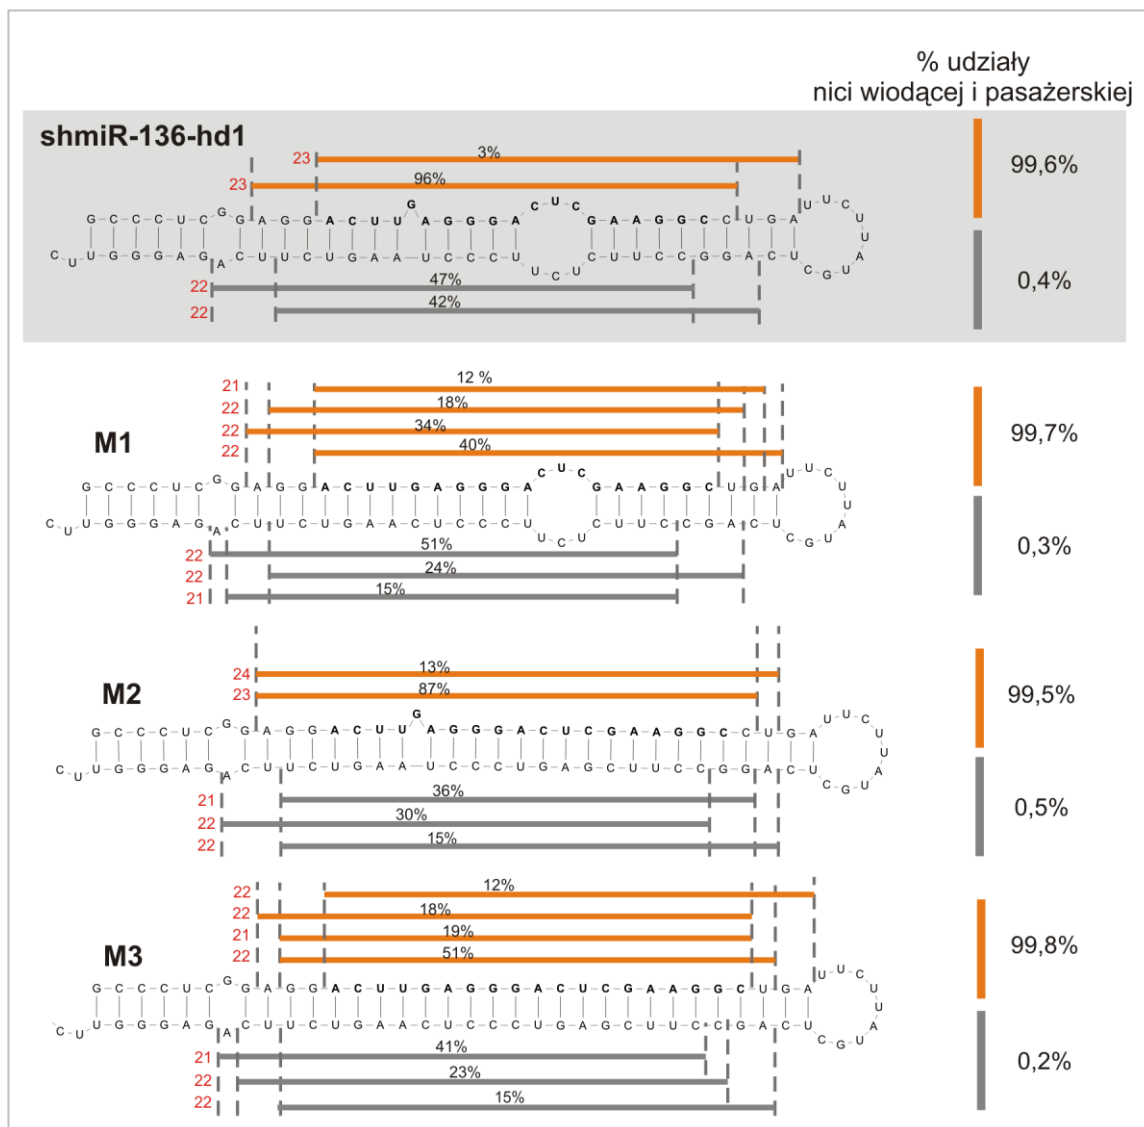 % udziały
nici wiodącej i pasażerskiej
shmiR-136-hd1
23 3%
23 96%
99,6%
G C C C U C G G A G G A C U U G A G G G A C U C G A A G G C C U G A U U C U U A
C U U G G G A G A C U U C U G A A U C C C U U C U C U U C C G G A C U C G U
22 47%
22 42%
0,4%
M1
21 12 %
22 18%
22 34%
22 40%
99,7%
G C C C U C G G A G G A C U U G A G G G A C U C G A A G G C U G A U U C U U A
C U U G G G A G A C U U C U G A A C U C C C U U C U C U U C C G A C U C G U
22 51%
22 24%
21 15%
0,3%
M2
24 13%
23 87%
99,5%
G C C C U C G G A G G A C U U G A G G G A C U C G A A G G C C U G A U U C U U A
C U U G G G A G A C U U C U G A A U C C C U G A G C U U C C G G A C U C G U
21 36%
22 30%
22 15%
0,5%
M3
22 12%
22 18%
21 19%
22 51%
99,8%
G C C C U C G G A G G A C U U G A G G G A C U C G A A G G C U G A U U C U U A
C U U G G G A G A C U U C U G A A C U C C C U G A G C U U C C G A C U C G U
21 41%
22 23%
22 15%
0,2%